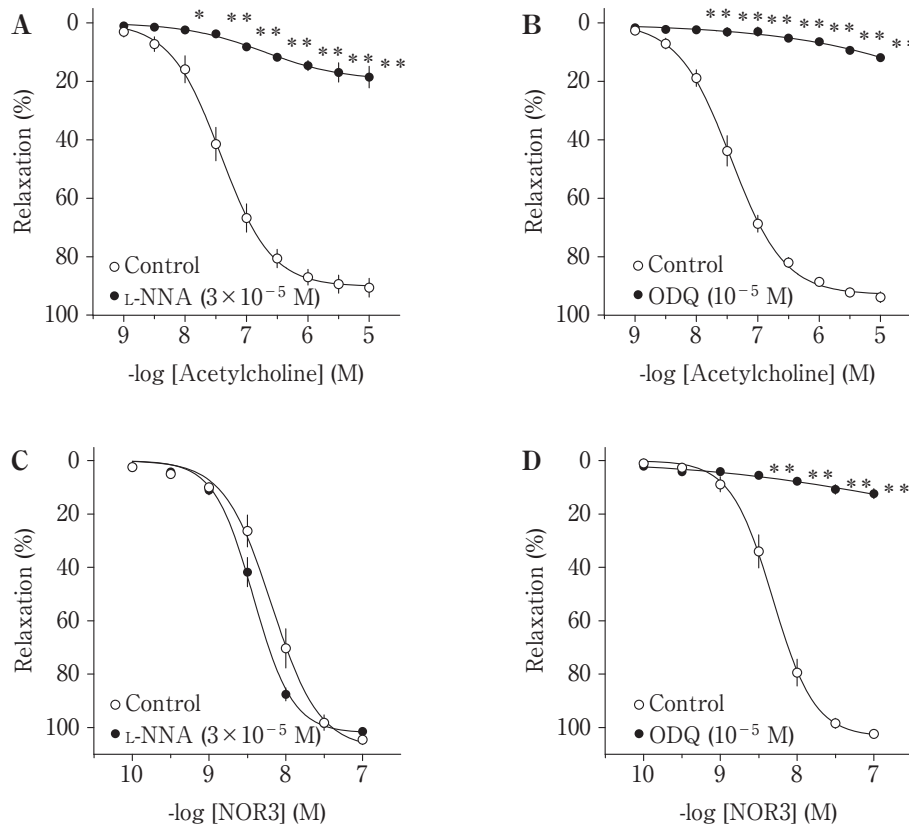 A
Relaxation (%)
0
20
40
60
80
100
* ** ** ** ** **
Control
L-NNA (3×10⁻⁵ M)
9 8 7 6 5
-log [Acetylcholine] (M)
B
Relaxation (%)
0
20
40
60
80
100
** ** ** ** ** ** **
Control
ODQ (10⁻⁵ M)
9 8 7 6 5
-log [Acetylcholine] (M)
C
Relaxation (%)
0
20
40
60
80
100
Control
L-NNA (3×10⁻⁵ M)
10 9 8 7
-log [NOR3] (M)
D
Relaxation (%)
0
20
40
60
80
100
** ** ** **
Control
ODQ (10⁻⁵ M)
10 9 8 7
-log [NOR3] (M)